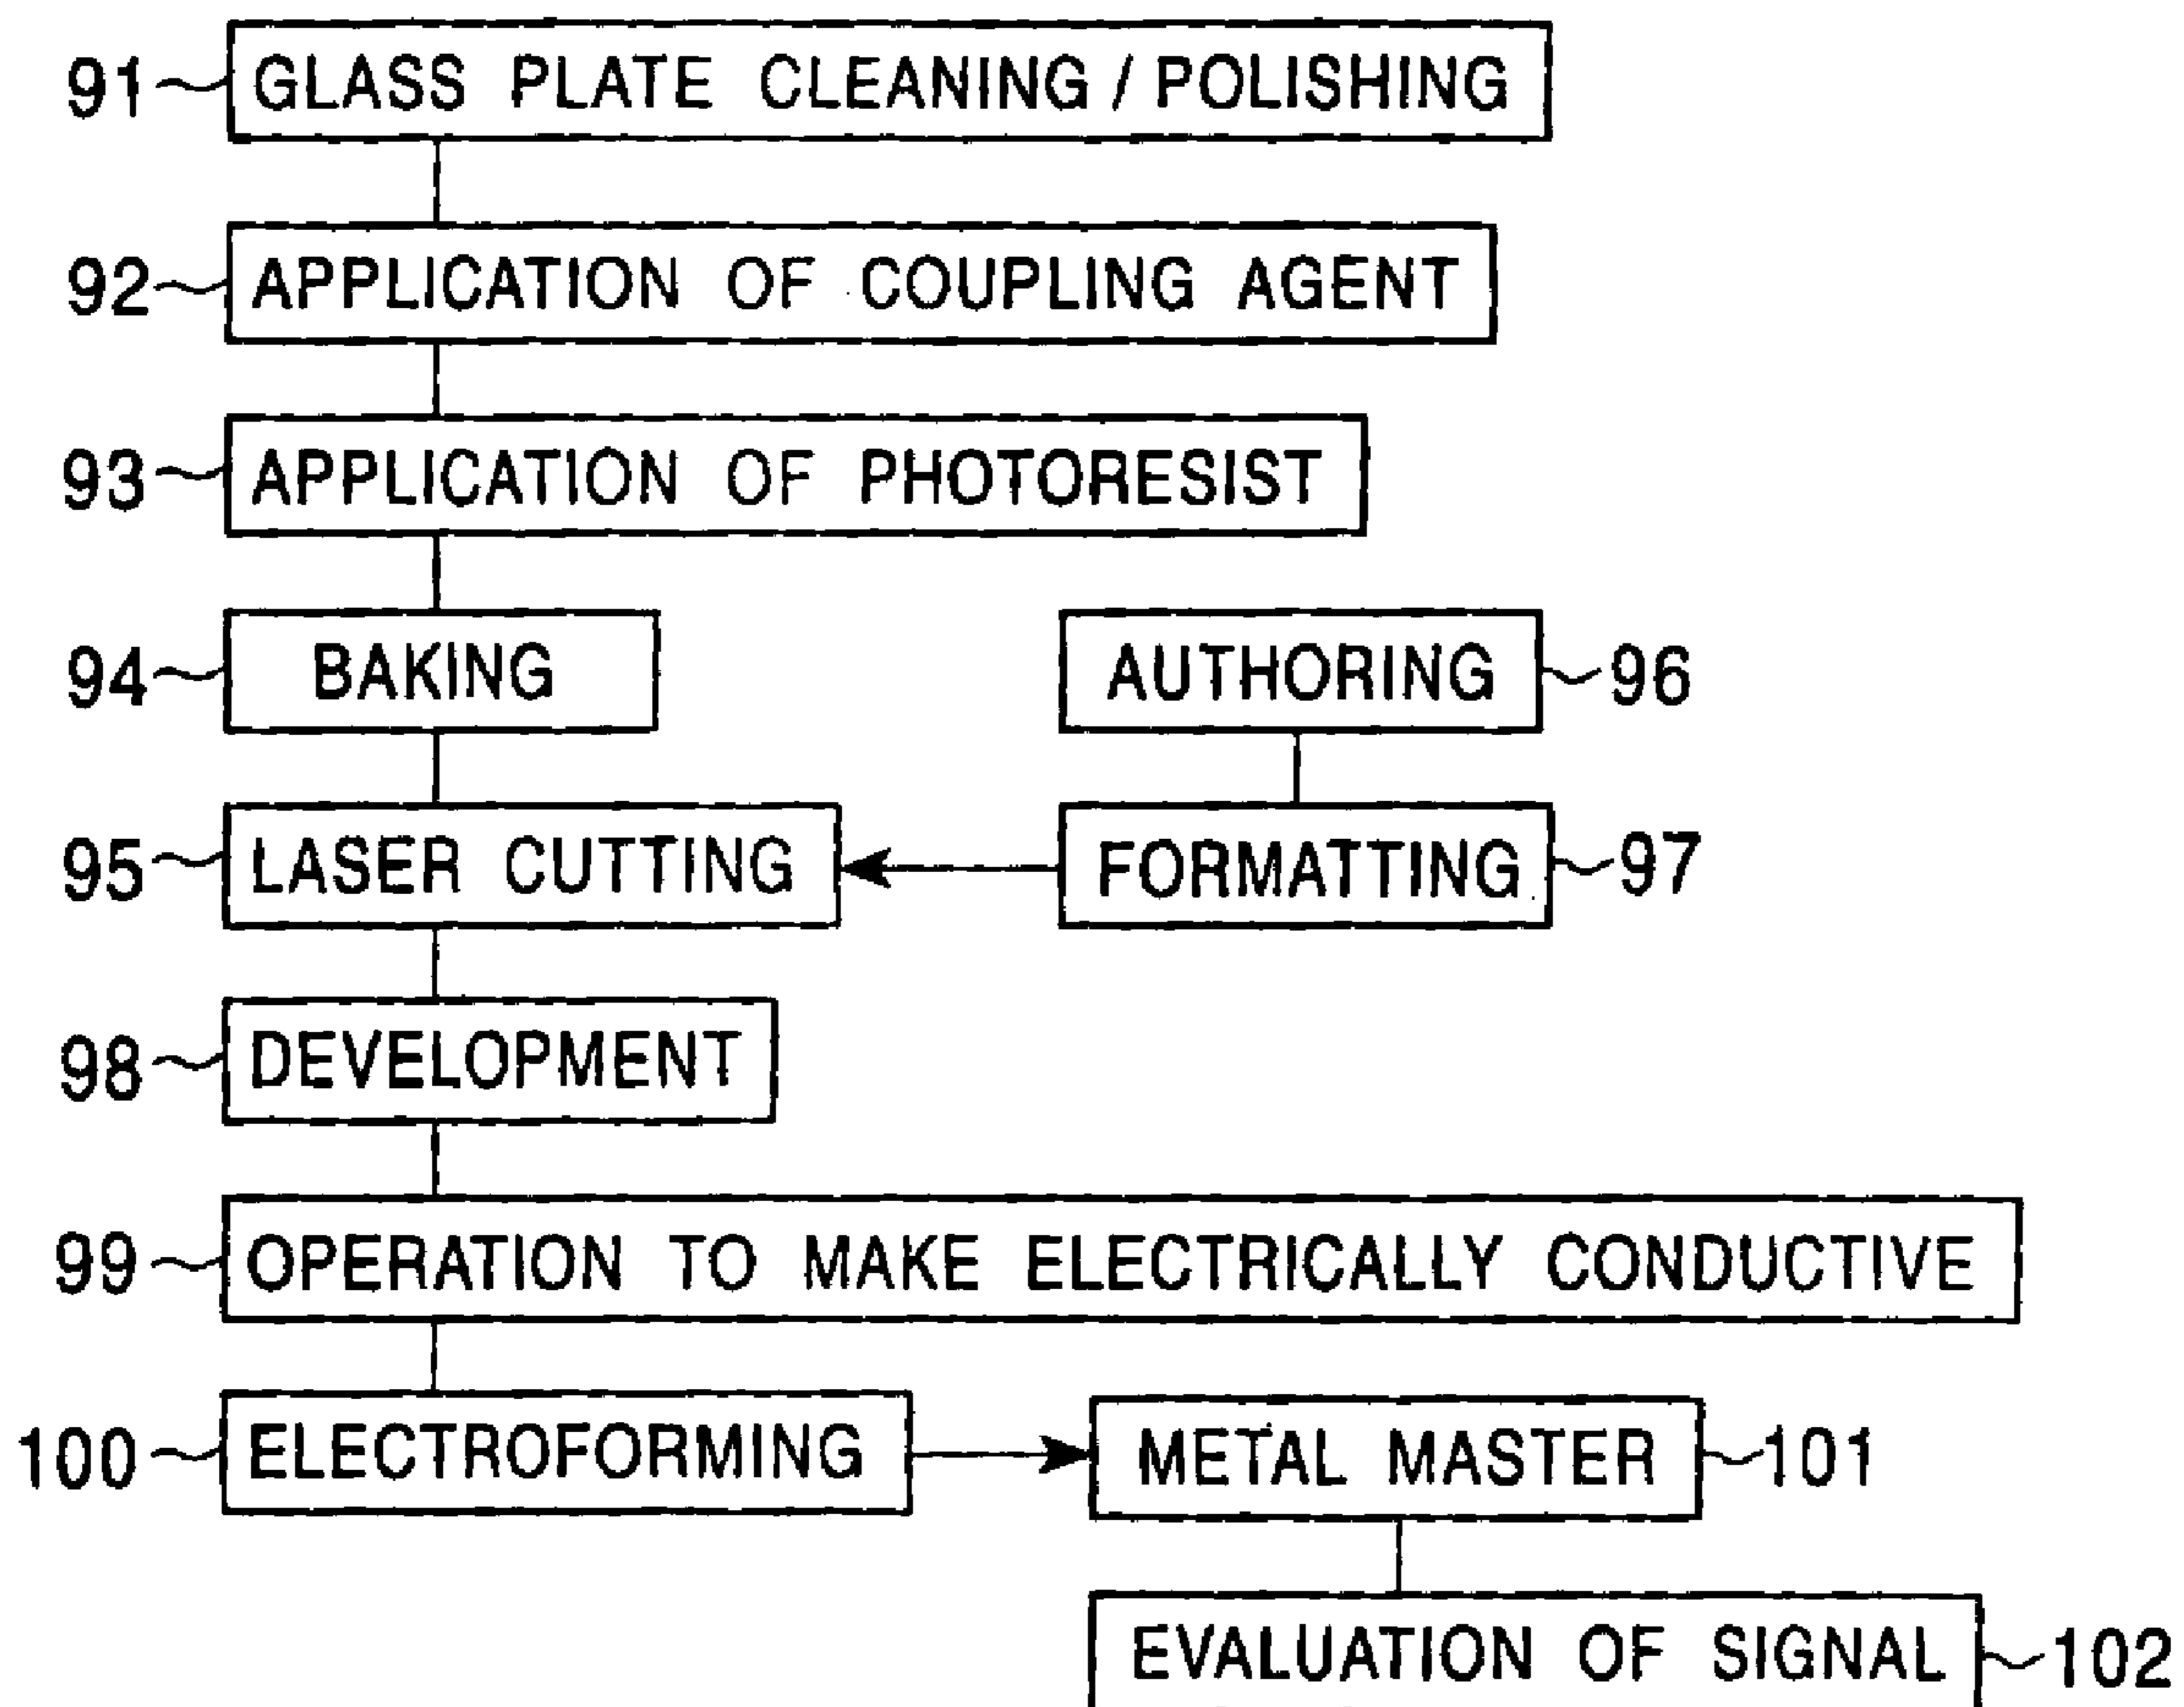 91 GLASS PLATE CLEANING / POLISHING
92 APPLICATION OF COUPLING AGENT
93 APPLICATION OF PHOTORESIST
94 BAKING
AUTHORING 96
95 LASER CUTTING
FORMATTING 97
98 DEVELOPMENT
99 OPERATION TO MAKE ELECTRICALLY CONDUCTIVE
100 ELECTROFORMING
METAL MASTER 101
EVALUATION OF SIGNAL 102